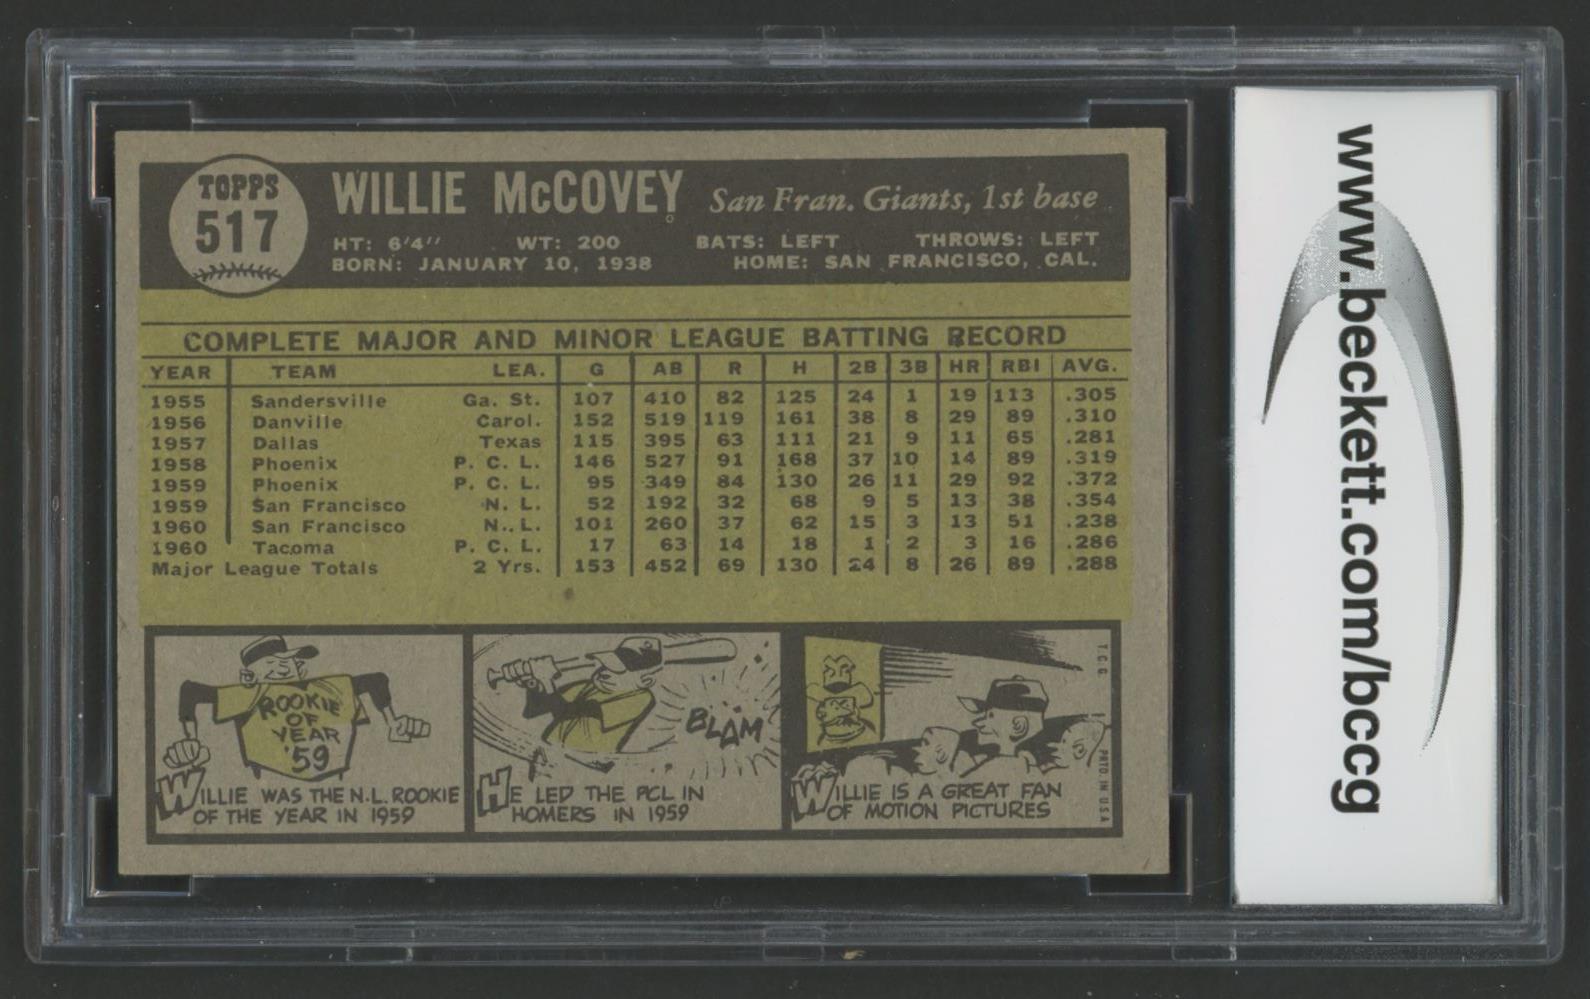 TOPPS
517
WILLIE McCOVEY San Fran. Giants, 1st base
HT: 6'4" WT: 200 BATS: LEFT THROWS: LEFT
BORN: JANUARY 10, 1938 HOME: SAN FRANCISCO, CAL.
COMPLETE MAJOR AND MINOR LEAGUE BATTING RECORD
YEAR TEAM LEA. G AB R H 2B 3B HR RBI AVG.
1955 Sandersville Ga. St. 107 410 82 125 24 1 19 113 .305
1956 Danville Carol. 152 519 119 161 38 8 29 89 .310
1957 Dallas Texas 115 395 63 111 21 9 11 65 .281
1958 Phoenix P. C. L. 146 527 91 168 37 10 14 89 .319
1959 Phoenix P. C. L. 95 349 84 130 26 11 29 92 .372
1959 San Francisco N. L. 52 192 32 68 9 5 13 38 .354
1960 San Francisco N. L. 101 260 37 62 15 3 13 51 .238
1960 Tacoma P. C. L. 17 63 14 18 1 2 3 16 .286
Major League Totals 2 Yrs. 153 452 69 130 24 8 26 89 .288
ROOKIE
OF
YEAR
'59
WILLIE WAS THE N.L. ROOKIE
OF THE YEAR IN 1959
BLAM
HE LED THE PCL IN
HOMERS IN 1959
WILLIE IS A GREAT FAN
OF MOTION PICTURES
T.C.G.
PRTD. IN U.S.A.
www.beckett.com/bccg